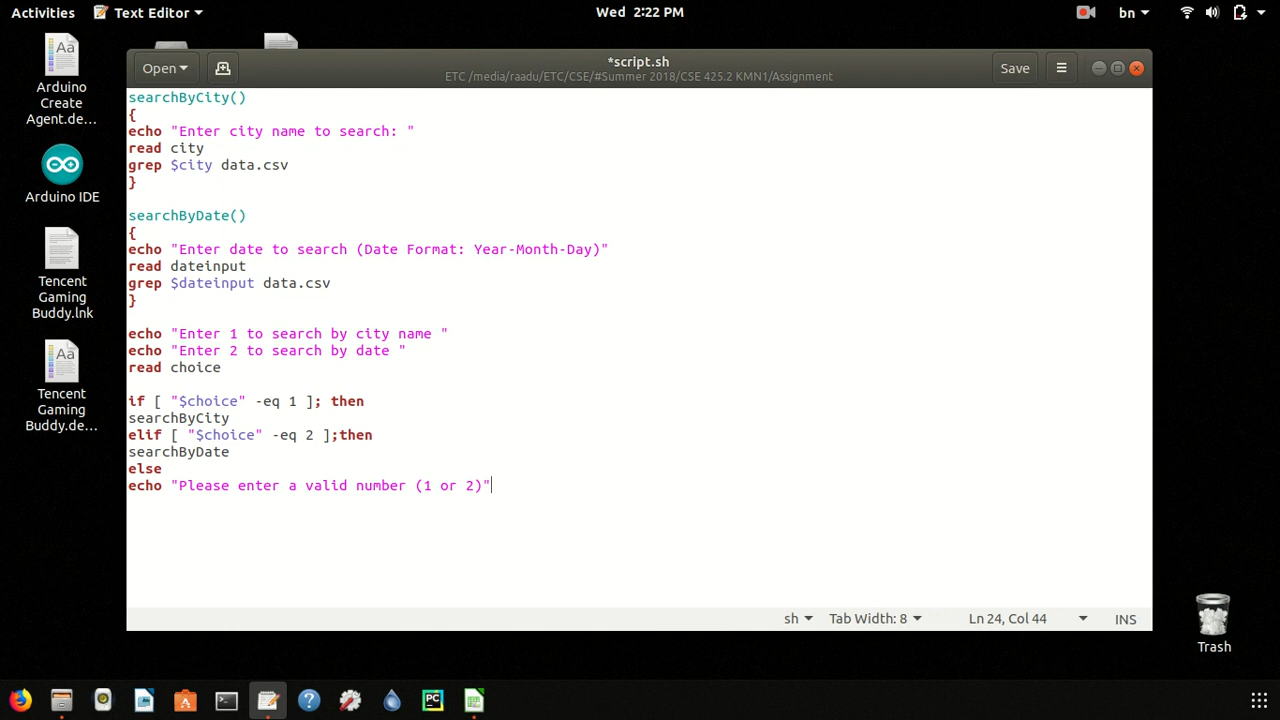 Activities
Text Editor
Wed 2:22 PM
bn
Open
*script.sh
ETC /media/raadu/ETC/CSE/#Summer 2018/CSE 425.2 KMN1/Assignment
Save
Aa
Arduino
Create
Agent.de...
Arduino IDE
Tencent
Gaming
Buddy.lnk
Aa
Tencent
Gaming
Buddy.de...
searchByCity()
{
echo "Enter city name to search: "
read city
grep $city data.csv
}
searchByDate()
{
echo "Enter date to search (Date Format: Year-Month-Day)"
read dateinput
grep $dateinput data.csv
}
echo "Enter 1 to search by city name "
echo "Enter 2 to search by date "
read choice
if [ "$choice" -eq 1 ]; then
searchByCity
elif [ "$choice" -eq 2 ];then
searchByDate
else
echo "Please enter a valid number (1 or 2)"
sh
Tab Width: 8
Ln 24, Col 44
INS
Trash
PC